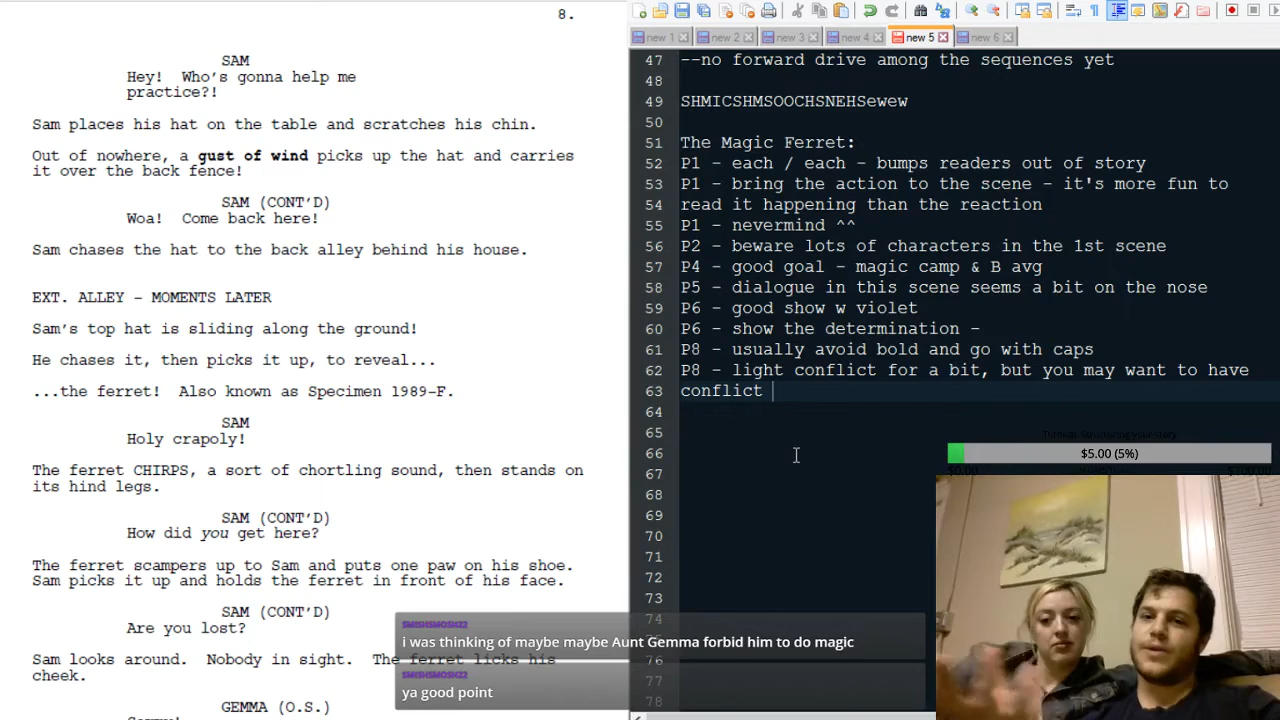 8.
SAM
Hey! Who's gonna help me
practice?!
Sam places his hat on the table and scratches his chin.
Out of nowhere, a gust of wind picks up the hat and carries
it over the back fence!
SAM (CONT'D)
Woa! Come back here!
Sam chases the hat to the back alley behind his house.
EXT. ALLEY - MOMENTS LATER
Sam's top hat is sliding along the ground!
He chases it, then picks it up, to reveal...
...the ferret! Also known as Specimen 1989-F.
SAM
Holy crapoly!
The ferret CHIRPS, a sort of chortling sound, then stands on
its hind legs.
SAM (CONT'D)
How did you get here?
The ferret scampers up to Sam and puts one paw on his shoe.
Sam picks it up and holds the ferret in front of his face.
SAM (CONT'D)
Are you lost?
Sam looks around. Nobody in sight. The ferret licks his
cheek.
GEMMA (O.S.)
new 1 new 2 new 3 new 4 new 5 new 6
47 --no forward drive among the sequences yet
48
49 SHMICSHMSOOCHSNEHSewew
50
51 The Magic Ferret:
52 P1 - each / each - bumps readers out of story
53 P1 - bring the action to the scene - it's more fun to
54 read it happening than the reaction
55 P1 - nevermind ^^
56 P2 - beware lots of characters in the 1st scene
57 P4 - good goal - magic camp & B avg
58 P5 - dialogue in this scene seems a bit on the nose
59 P6 - good show w violet
60 P6 - show the determination -
61 P8 - usually avoid bold and go with caps
62 P8 - light conflict for a bit, but you may want to have
63 conflict
64
65
66
67
68
69
70
71
72
73
74
75
76
77
78
$5.00 (5%)
$0.00
SMISHSMOSH22
i was thinking of maybe maybe Aunt Gemma forbid him to do magic
SMISHSMOSH22
ya good point